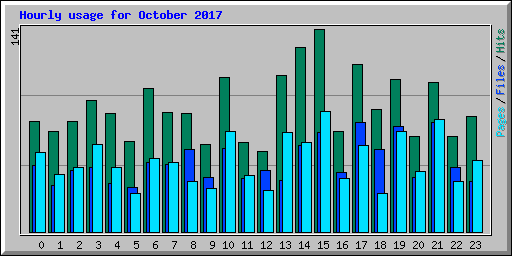 Hourly usage for October 2017
141
Pages/Files/Hits
0 1 2 3 4 5 6 7 8 9 10 11 12 13 14 15 16 17 18 19 20 21 22 23